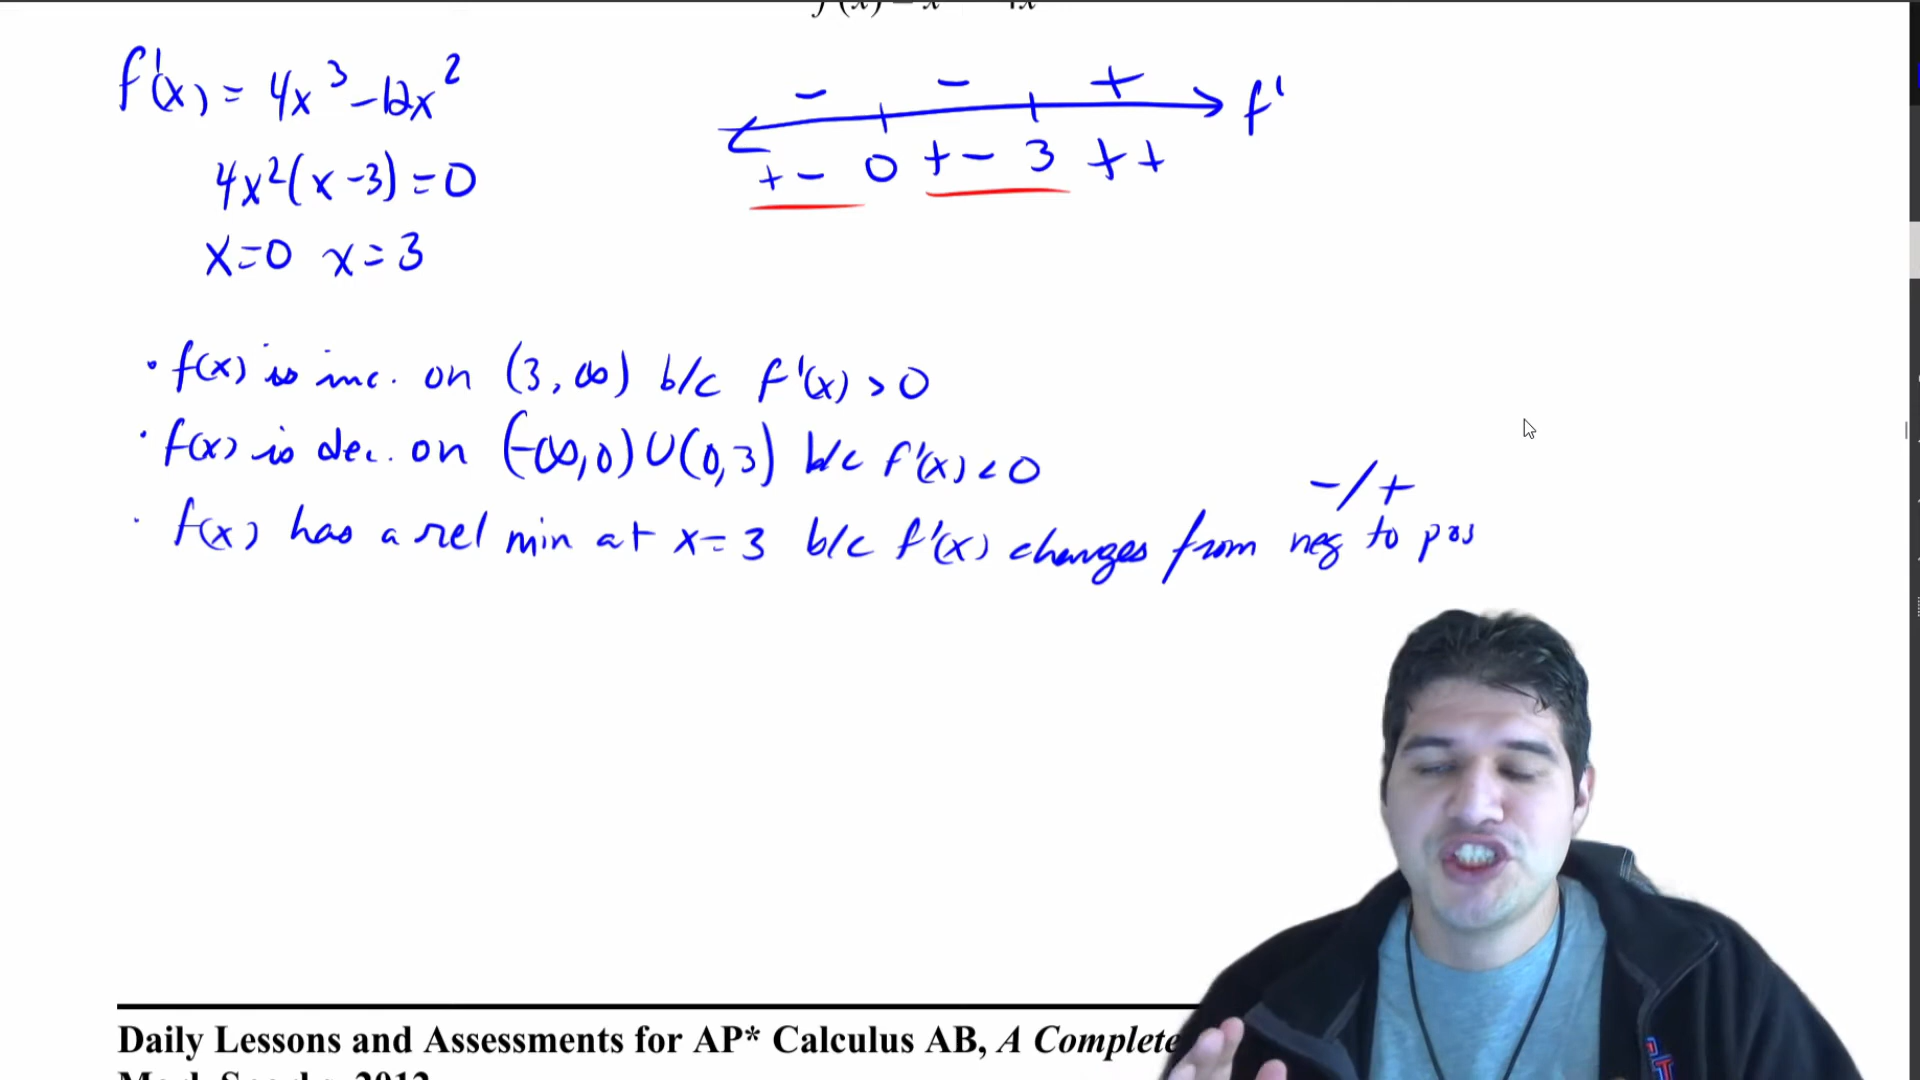 f'(x) = 4x³ - 12x²
4x²(x - 3) = 0
x = 0 x = 3
- - + f'
+ - 0 + - 3 + +
• f(x) is inc. on (3, ∞) b/c f'(x) > 0
• f(x) is dec. on (-∞, 0) ∪ (0, 3) b/c f'(x) < 0
-/+
• f(x) has a rel min at x = 3 b/c f'(x) changes from neg to pos
Daily Lessons and Assessments for AP* Calculus AB, A Complete